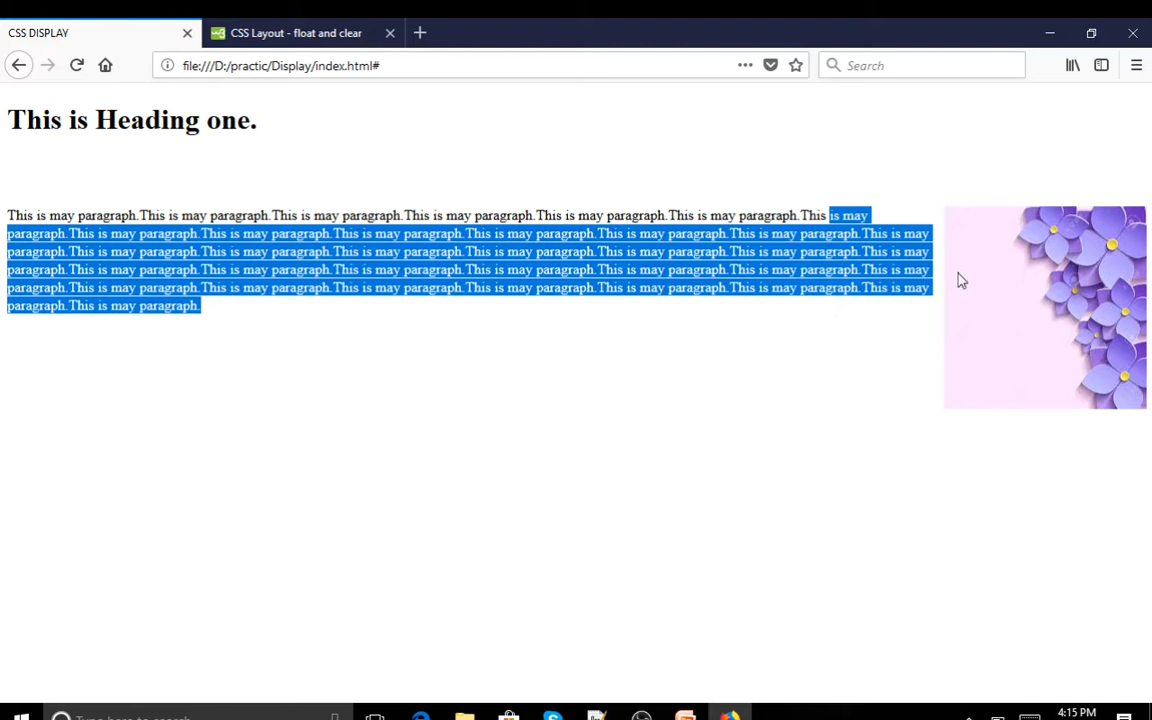 CSS DISPLAY
CSS Layout - float and clear
file:///D:/practic/Display/index.html#
Search
This is Heading one.
This is may paragraph.This is may paragraph.This is may paragraph.This is may paragraph.This is may paragraph.This is may paragraph.This is may
paragraph.This is may paragraph.This is may paragraph.This is may paragraph.This is may paragraph.This is may paragraph.This is may paragraph.This is may
paragraph.This is may paragraph.This is may paragraph.This is may paragraph.This is may paragraph.This is may paragraph.This is may paragraph.This is may
paragraph.This is may paragraph.This is may paragraph.This is may paragraph.This is may paragraph.This is may paragraph.This is may paragraph.This is may
paragraph.This is may paragraph.This is may paragraph.This is may paragraph.This is may paragraph.This is may paragraph.This is may paragraph.This is may
paragraph.This is may paragraph.
Type here to search
4:15 PM